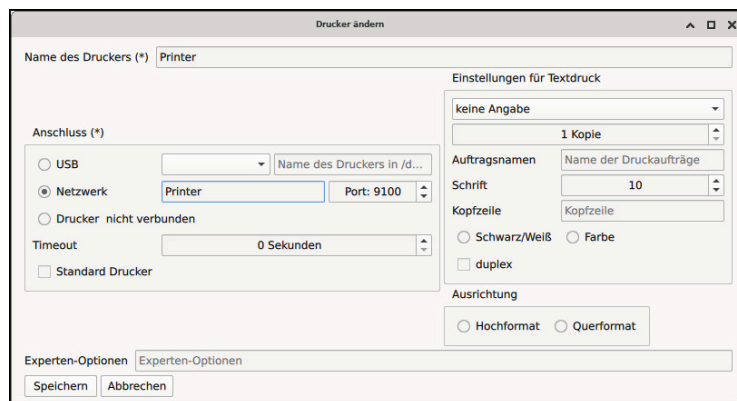 Drucker ändern
Name des Druckers (*) Printer
Einstellungen für Textdruck
keine Angabe
1 Kopie
Auftragsnamen Name der Druckaufträge
Schrift 10
Kopfzeile Kopfzeile
Schwarz/Weiß Farbe
duplex
Ausrichtung
Hochformat Querformat
Anschluss (*)
USB Name des Druckers in /d...
Netzwerk Printer Port: 9100
Drucker nicht verbunden
Timeout 0 Sekunden
Standard Drucker
Experten-Optionen Experten-Optionen
Speichern Abbrechen